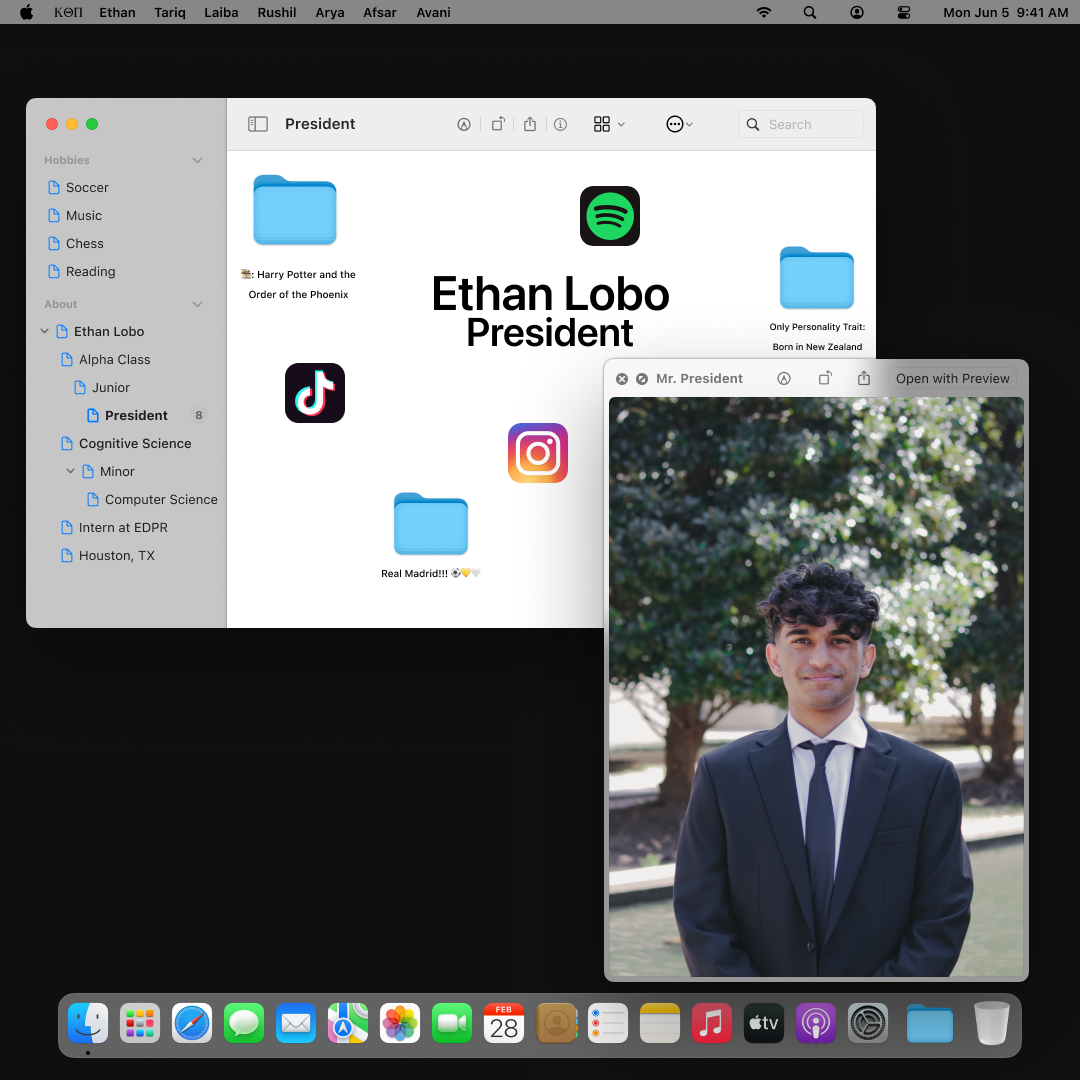 ΚΘΠ Ethan Tariq Laiba Rushil Arya Afsar Avani Mon Jun 5 9:41 AM
President
Search
Hobbies
Soccer
Music
Chess
Reading
About
Ethan Lobo
Alpha Class
Junior
President 8
Cognitive Science
Minor
Computer Science
Intern at EDPR
Houston, TX
: Harry Potter and the
Order of the Phoenix
Ethan Lobo
President
Only Personality Trait:
Born in New Zealand
Real Madrid!!! ⚽💛🤍
Mr. President
Open with Preview
FEB
28
tv